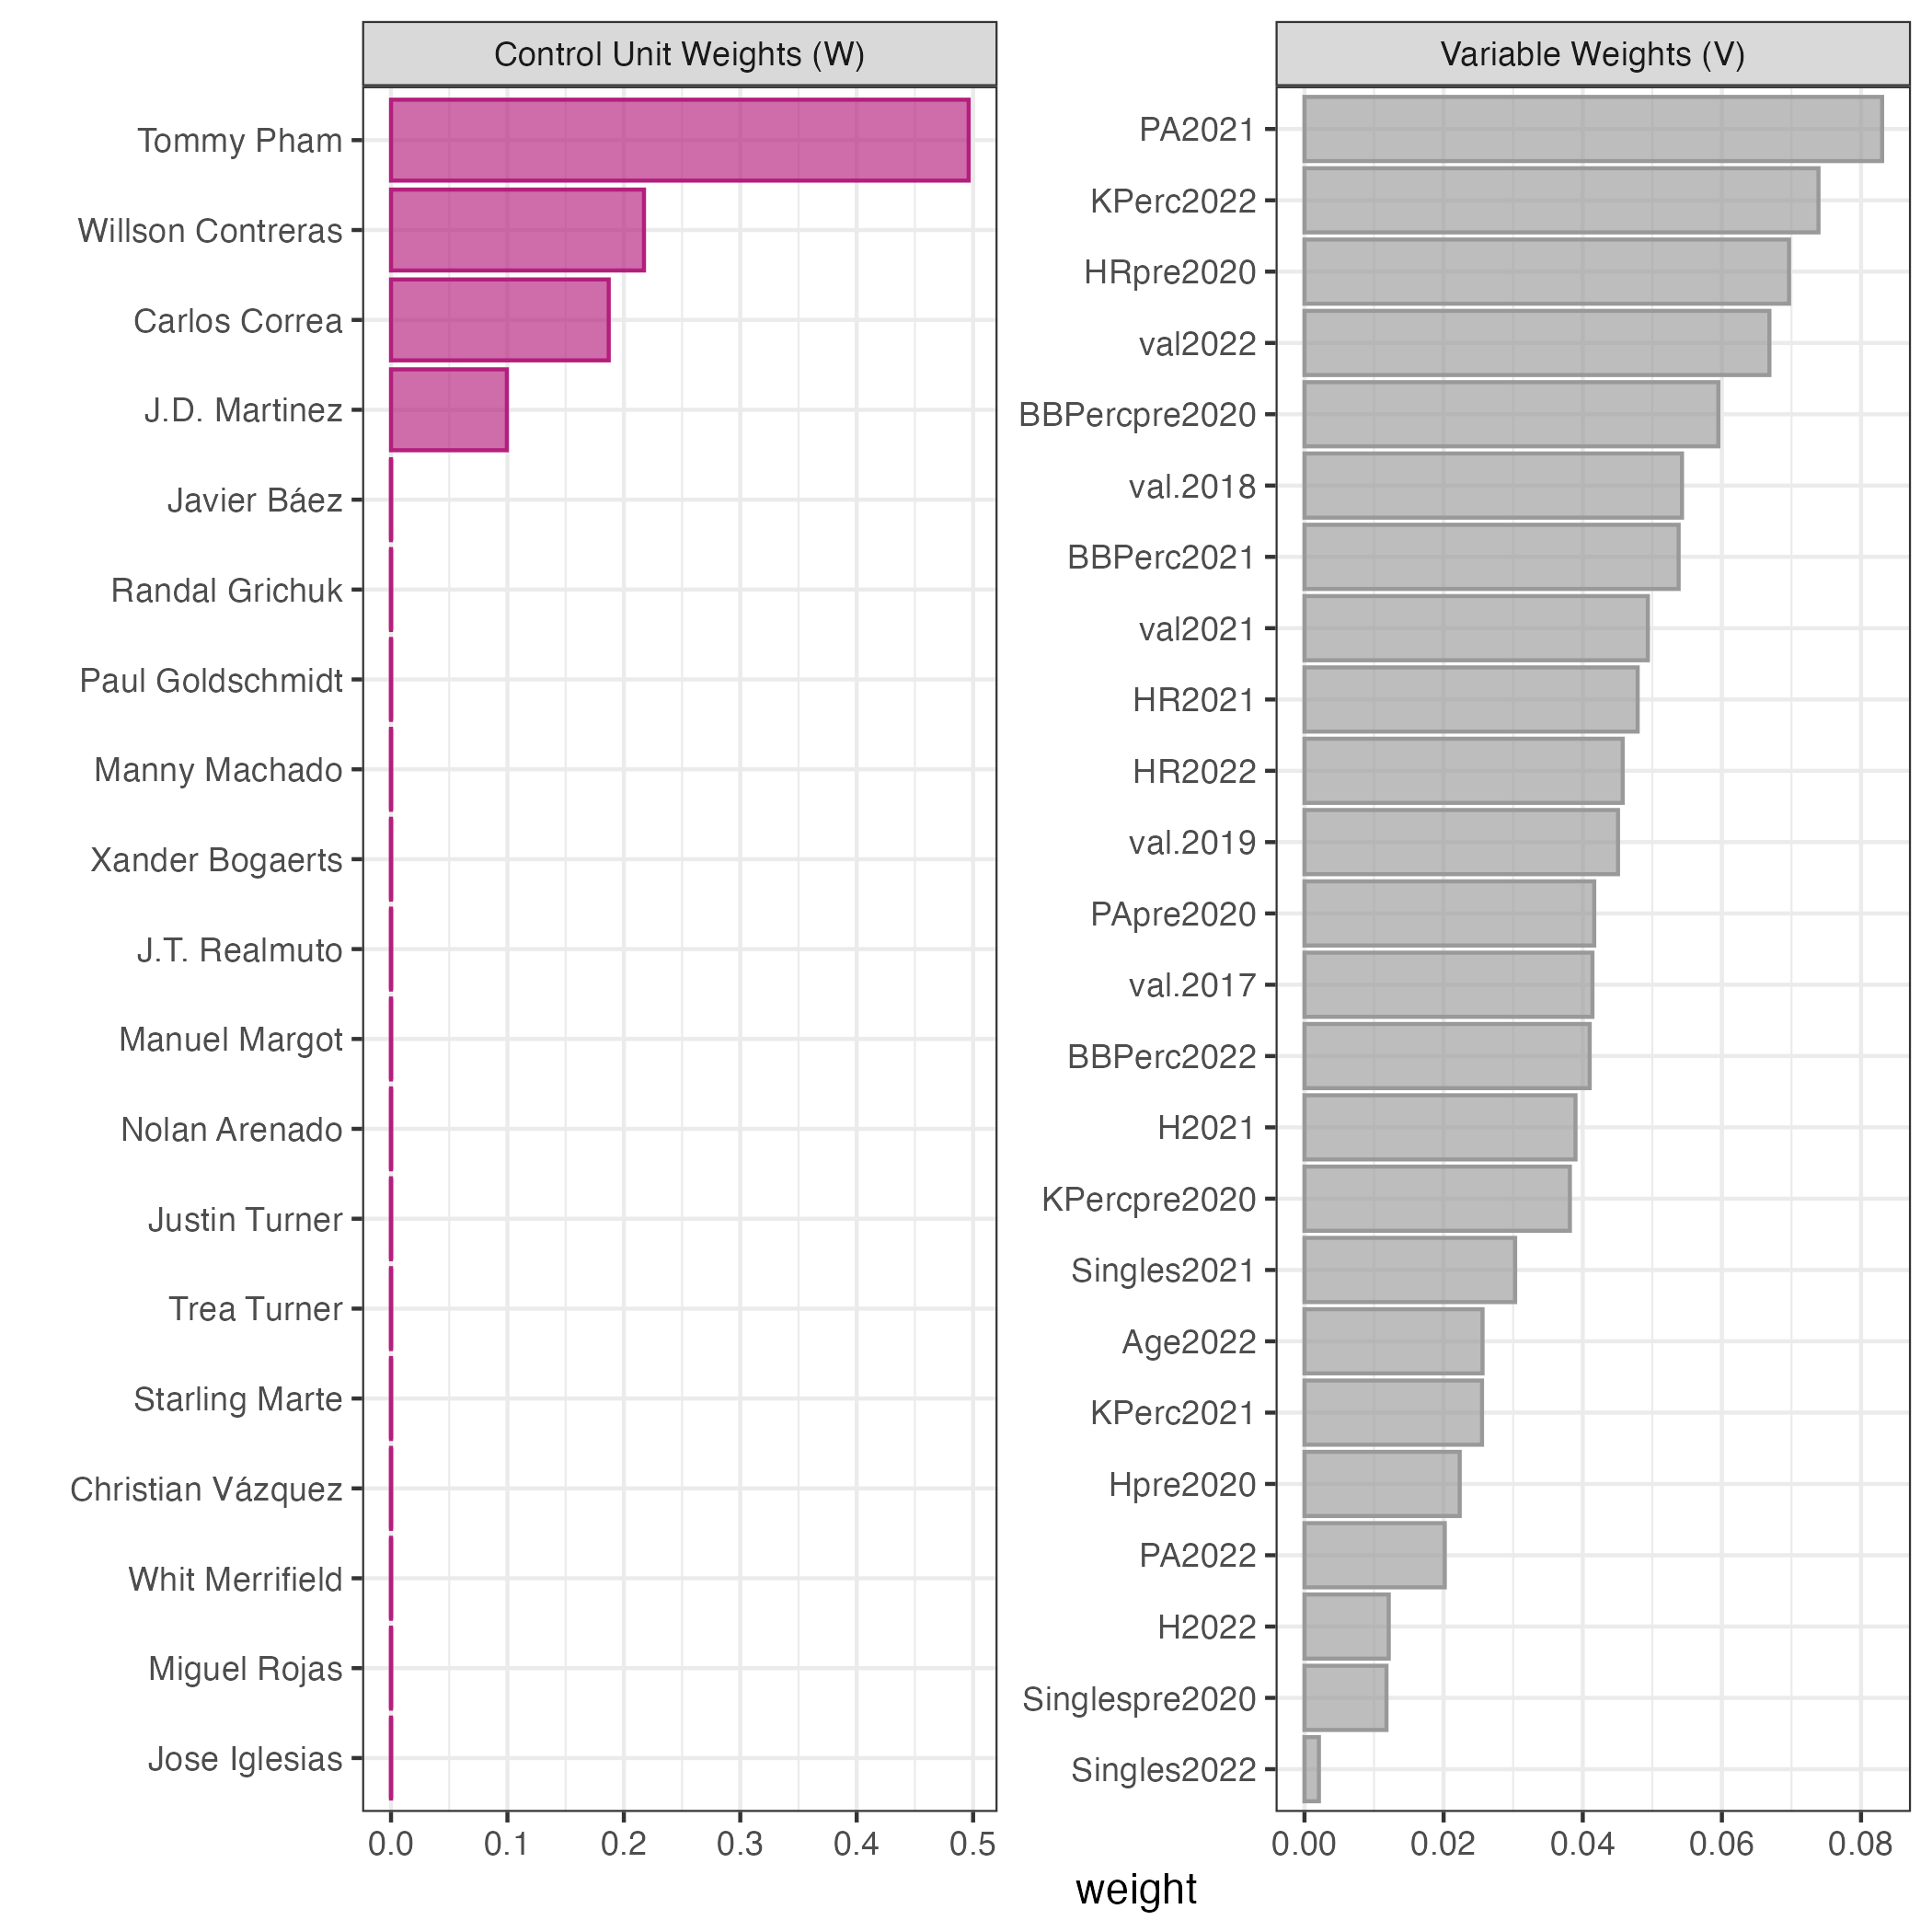 Control Unit Weights (W)
Tommy Pham
Willson Contreras
Carlos Correa
J.D. Martinez
Javier Báez
Randal Grichuk
Paul Goldschmidt
Manny Machado
Xander Bogaerts
J.T. Realmuto
Manuel Margot
Nolan Arenado
Justin Turner
Trea Turner
Starling Marte
Christian Vázquez
Whit Merrifield
Miguel Rojas
Jose Iglesias
0.0 0.1 0.2 0.3 0.4 0.5
Variable Weights (V)
PA2021
KPerc2022
HRpre2020
val2022
BBPercpre2020
val.2018
BBPerc2021
val2021
HR2021
HR2022
val.2019
PApre2020
val.2017
BBPerc2022
H2021
KPercpre2020
Singles2021
Age2022
KPerc2021
Hpre2020
PA2022
H2022
Singlespre2020
Singles2022
0.00 0.02 0.04 0.06 0.08
weight